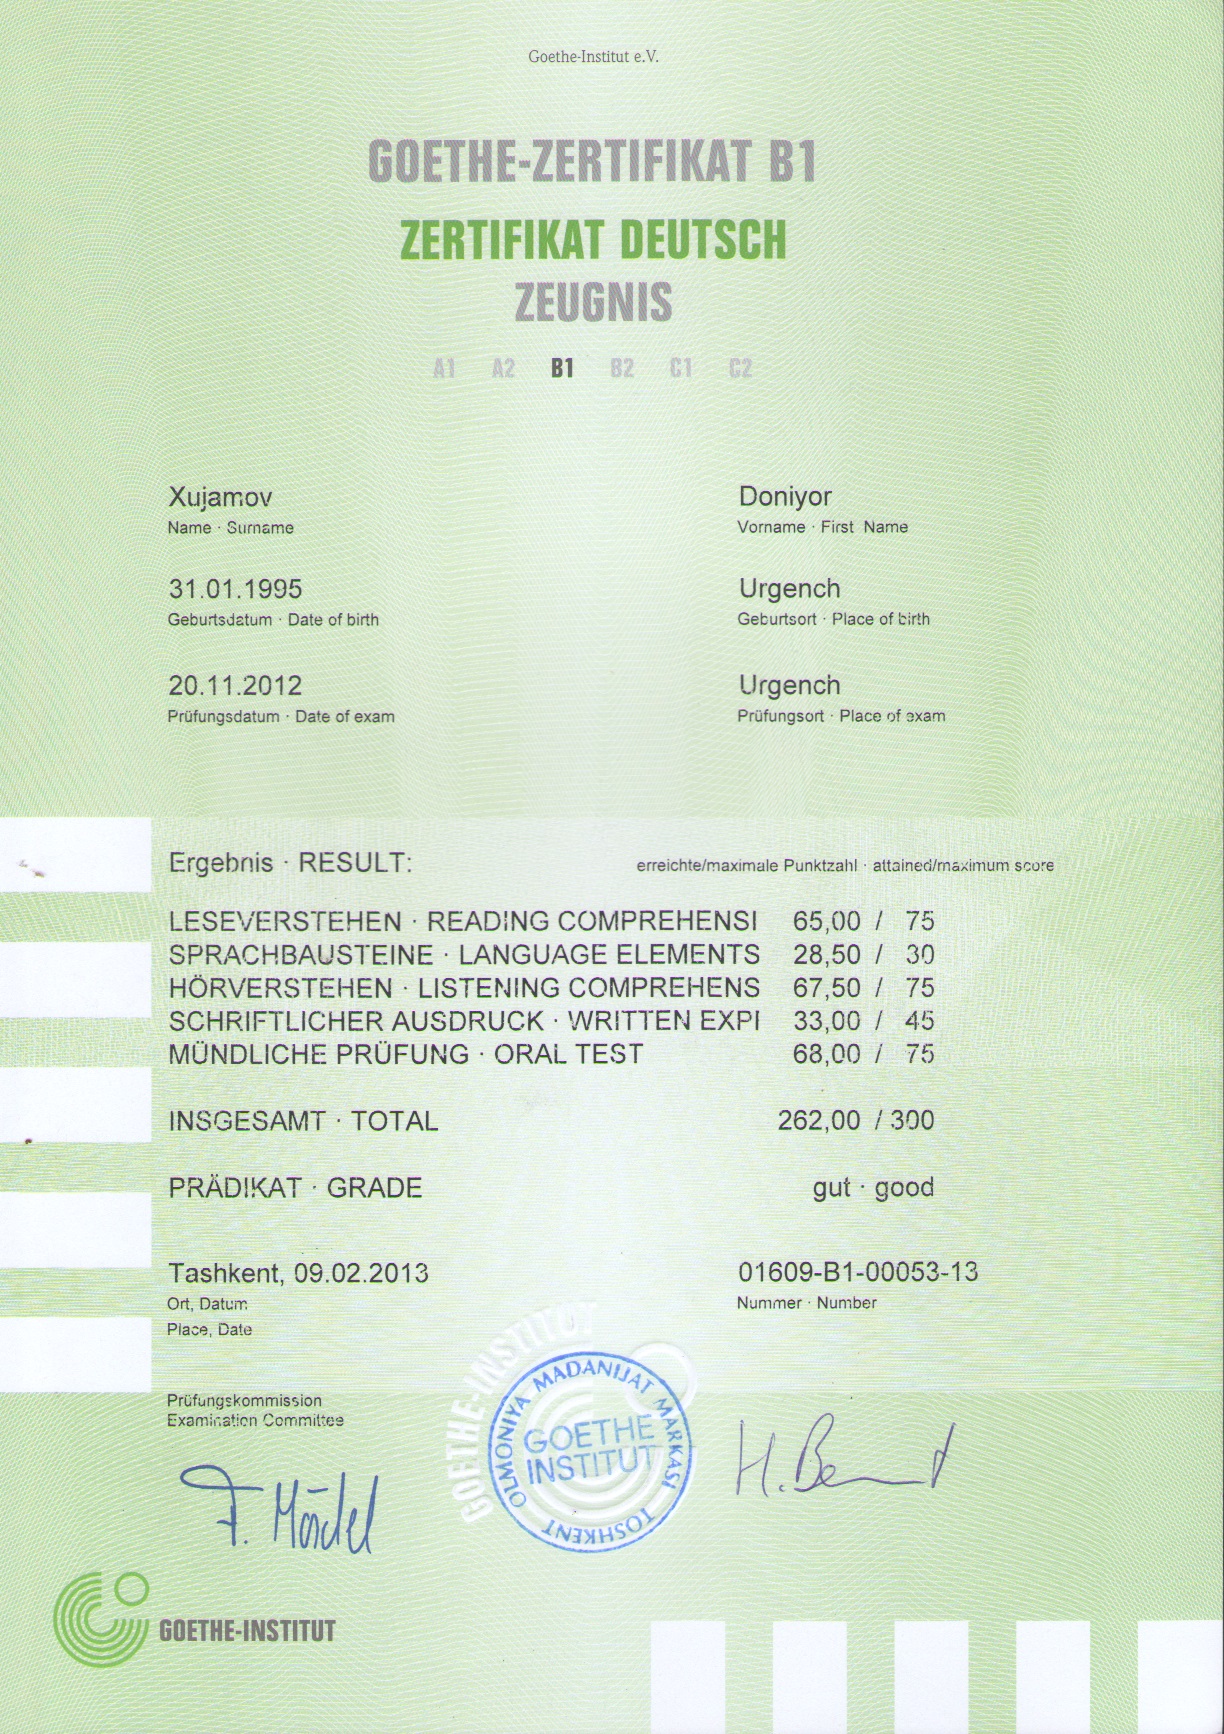 Goethe-Institut e.V.
GOETHE-ZERTIFIKAT B1
ZERTIFIKAT DEUTSCH
ZEUGNIS
A1 A2 B1 B2 C1 C2
Xujamov Doniyor
Name · Surname Vorname · First Name
31.01.1995 Urgench
Geburtsdatum · Date of birth Geburtsort · Place of birth
20.11.2012 Urgench
Prüfungsdatum · Date of exam Prüfungsort · Place of exam
Ergebnis · RESULT: erreichte/maximale Punktzahl · attained/maximum score
LESEVERSTEHEN · READING COMPREHENSI 65,00 / 75
SPRACHBAUSTEINE · LANGUAGE ELEMENTS 28,50 / 30
HÖRVERSTEHEN · LISTENING COMPREHENS 67,50 / 75
SCHRIFTLICHER AUSDRUCK · WRITTEN EXPI 33,00 / 45
MÜNDLICHE PRÜFUNG · ORAL TEST 68,00 / 75
INSGESAMT · TOTAL 262,00 / 300
PRÄDIKAT · GRADE gut · good
Tashkent, 09.02.2013 01609-B1-00053-13
Ort, Datum Nummer · Number
Place, Date
GOETHE-INSTITUT
OLMONIYA MADANIJAT MARKASI TOSHKENT
GOETHE
INSTITUT
Prüfungskommission
Examination Committee
GOETHE-INSTITUT